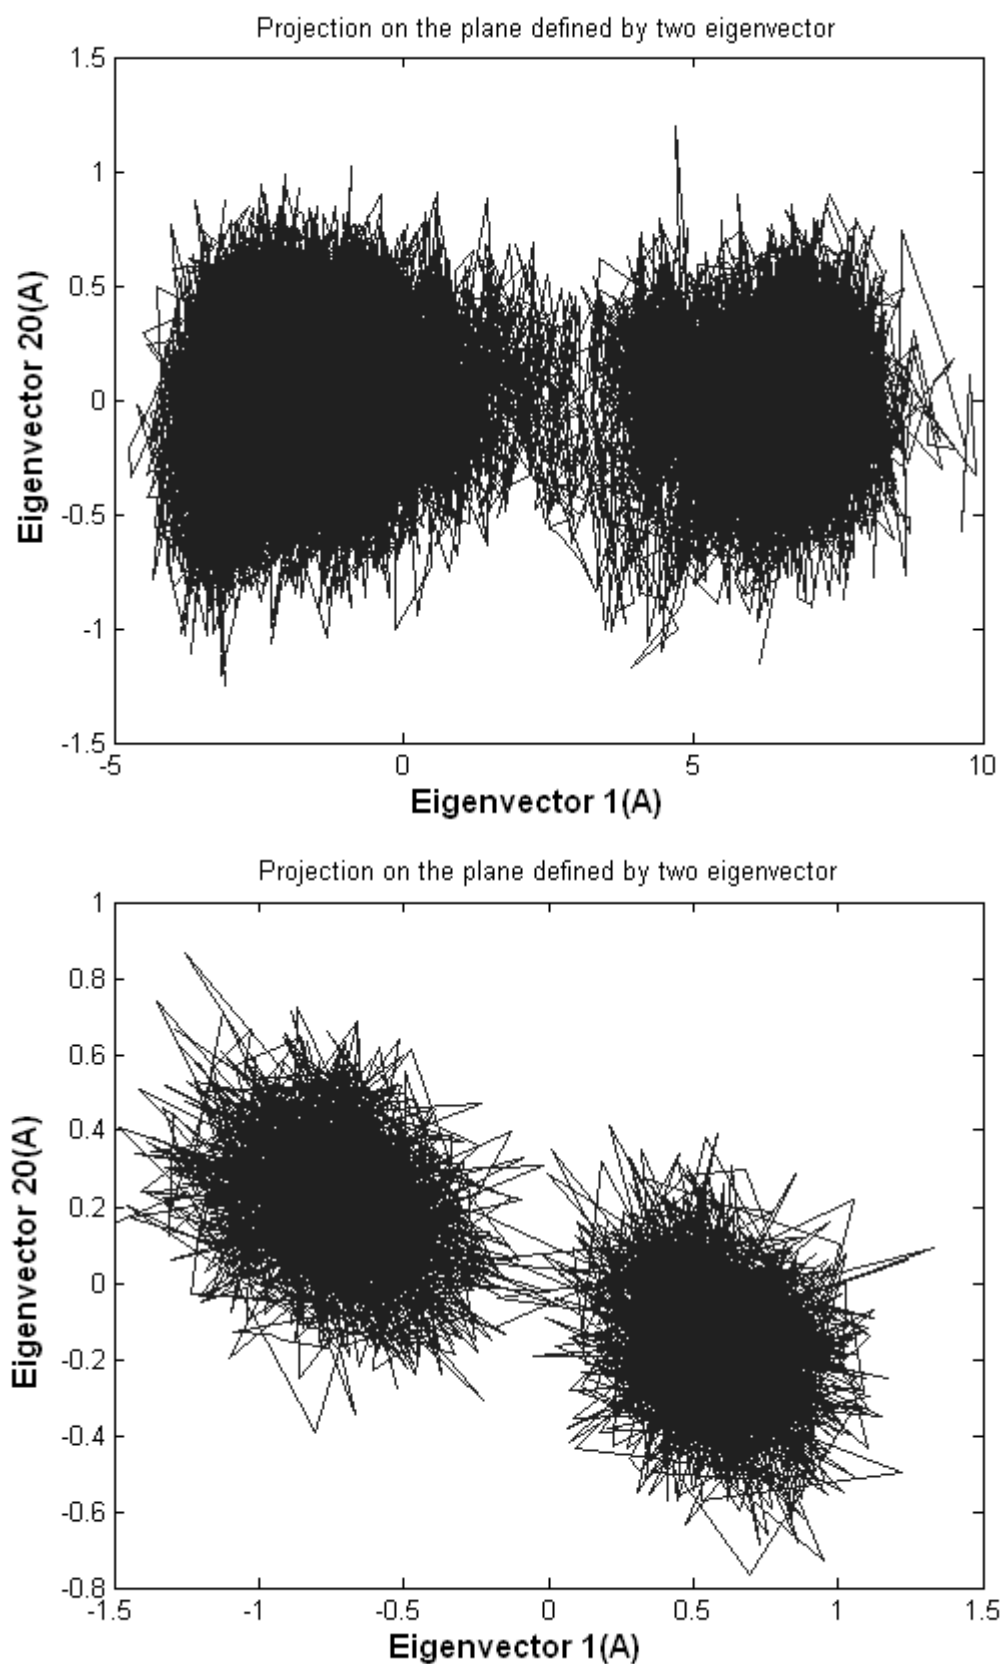 Projection on the plane defined by two eigenvector
1.5
1
0.5
0
-0.5
-1
-1.5
Eigenvector 20(A)
-5 0 5 10
Eigenvector 1(A)
Projection on the plane defined by two eigenvector
1
0.8
0.6
0.4
0.2
0
-0.2
-0.4
-0.6
-0.8
Eigenvector 20(A)
-1.5 -1 -0.5 0 0.5 1 1.5
Eigenvector 1(A)